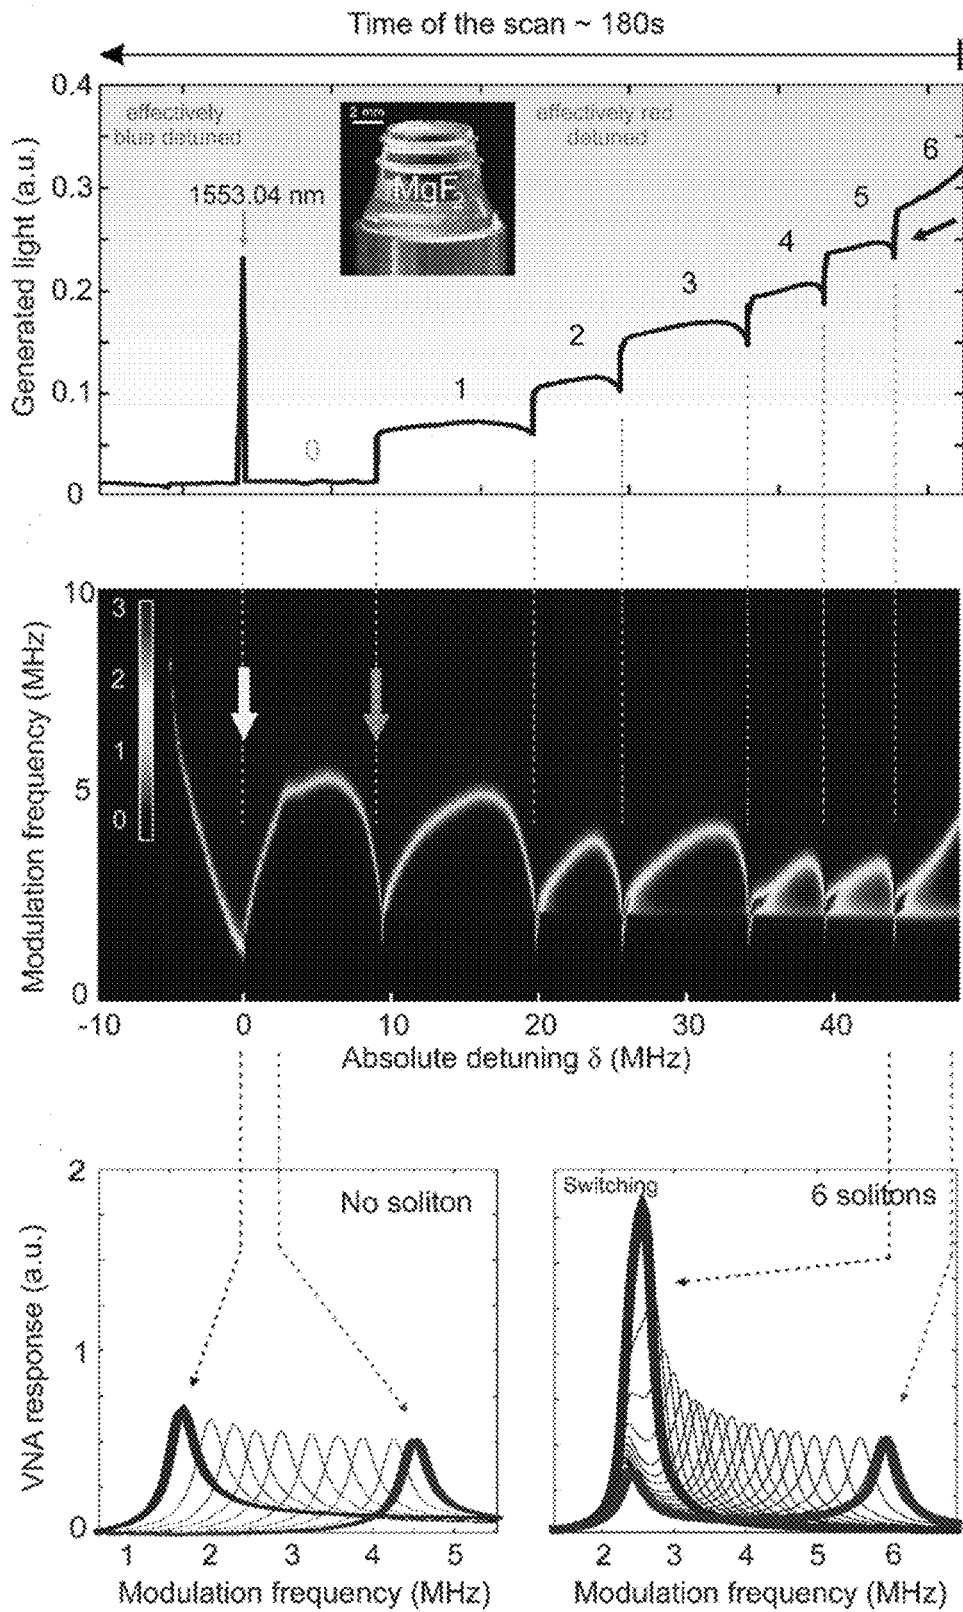 Time of the scan ~ 180s
0.4
0.3
0.2
0.1
0
Generated light (a.u.)
effectively
blue detuned
1553.04 nm
2 mm
MgF
effectively red
detuned
0
1
2
3
4
5
6
10
5
0
Modulation frequency (MHz)
3
2
1
0
-10
0
10
20
30
40
Absolute detuning δ (MHz)
2
1
0
VNA response (a.u.)
No soliton
1
2
3
4
5
Modulation frequency (MHz)
Switching
6 solitons
2
3
4
5
6
Modulation frequency (MHz)